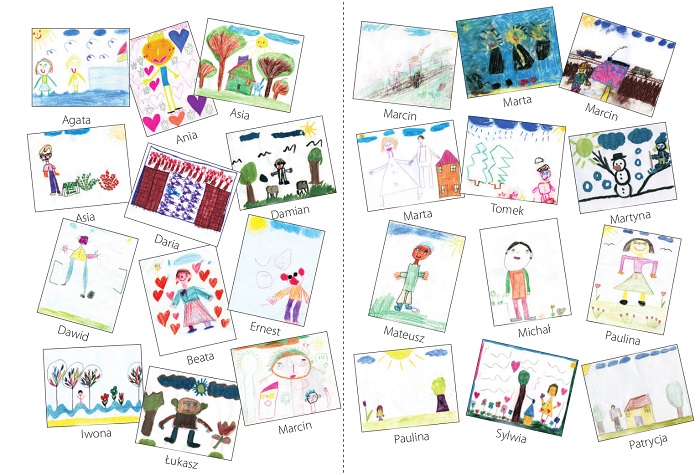 Agata
Ania
Asia
Asia
Daria
Damian
Dawid
Beata
Ernest
Iwona
Łukasz
Marcin
Marcin
Marta
Marcin
Marta
Tomek
Martyna
Mateusz
Michał
Paulina
Paulina
Sylwia
Patrycja